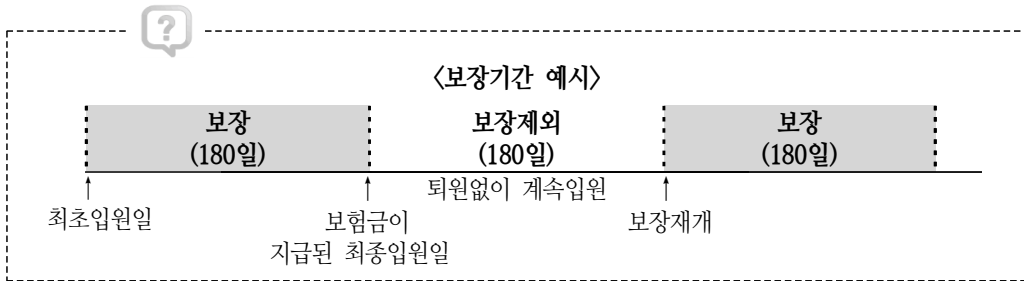 ?
〈보장기간 예시〉
보장 보장제외 보장
(180일) (180일) (180일)
퇴원없이 계속입원
↑ ↑ ↑
최초입원일 보험금이 보장재개
지급된 최종입원일